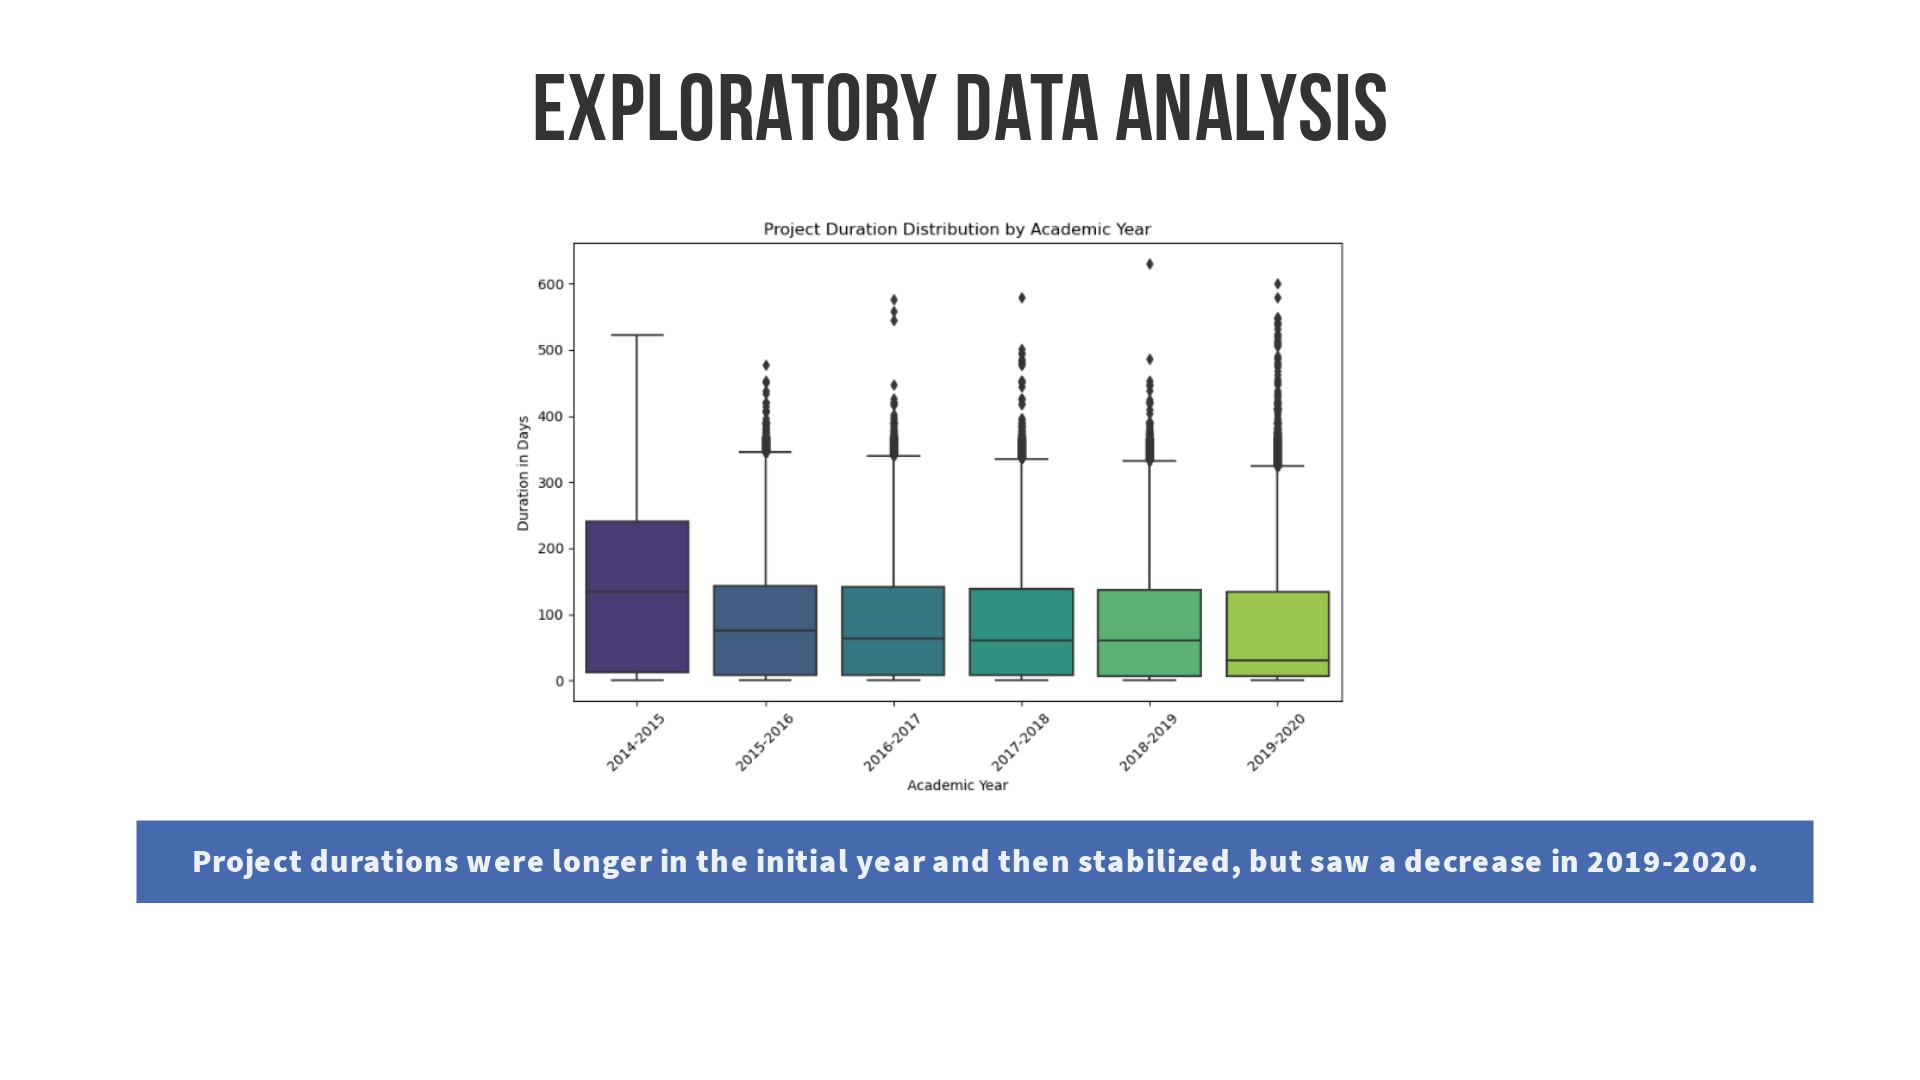 EXPLORATORY DATA ANALYSIS
Project Duration Distribution by Academic Year
Duration in Days
600
500
400
300
200
100
0
2014-2015
2015-2016
2016-2017
2017-2018
2018-2019
2019-2020
Academic Year
Project durations were longer in the initial year and then stabilized, but saw a decrease in 2019-2020.